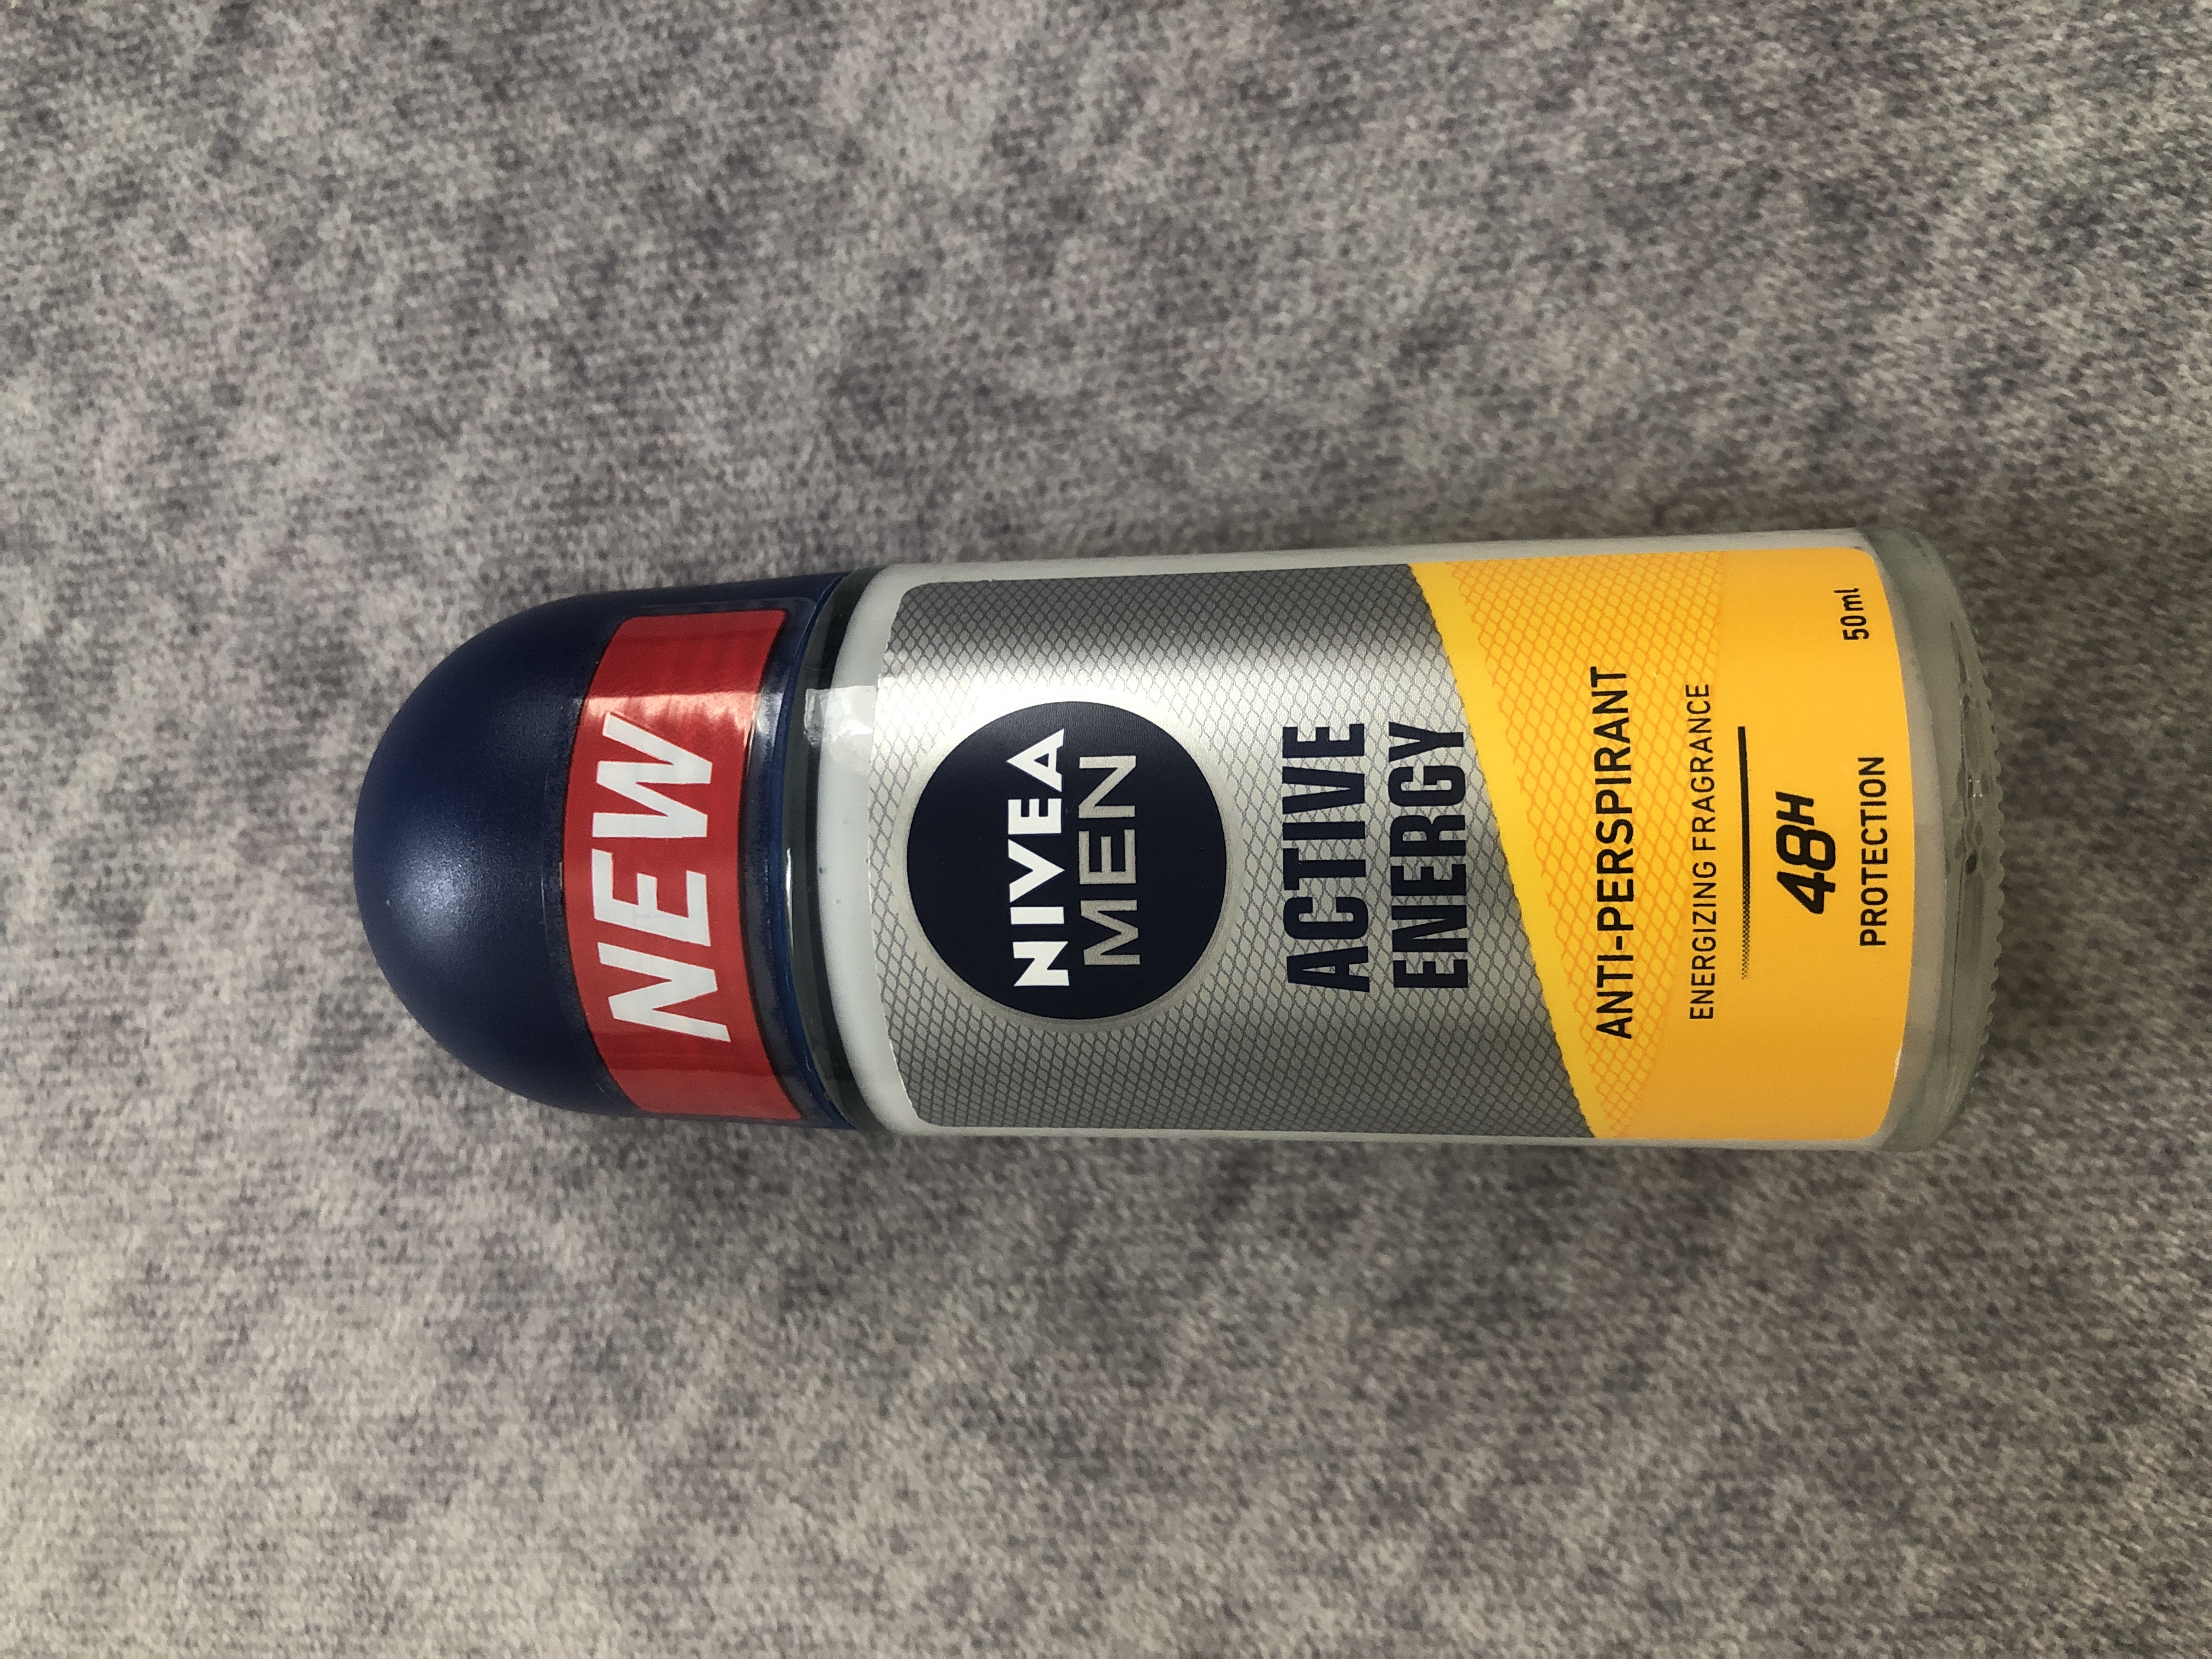 NEW
NIVEA
MEN
ACTIVE
ENERGY
ANTI-PERSPIRANT
ENERGIZING FRAGRANCE
48H
PROTECTION
50ml